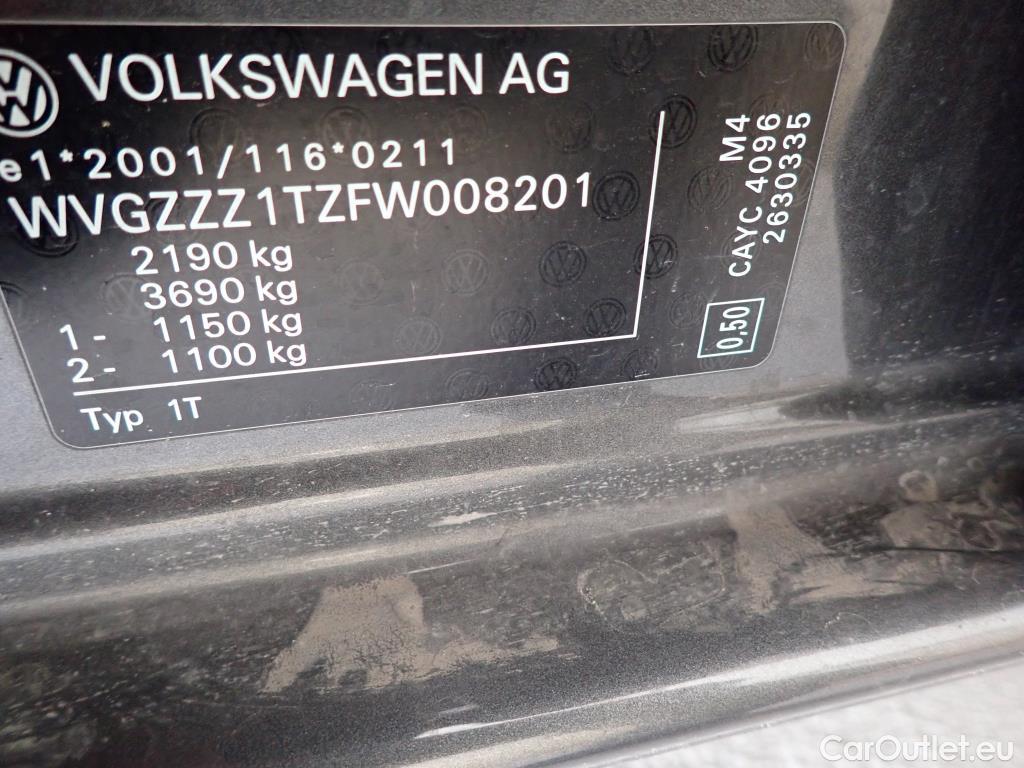 VOLKSWAGEN AG
e1*2001/116*0211
WVGZZZ1TZFW008201
2190 kg
3690 kg
1 - 1150 kg
2 - 1100 kg
Typ 1T
M4
CAYC 4096
2630335
0,50
CarOutlet.eu